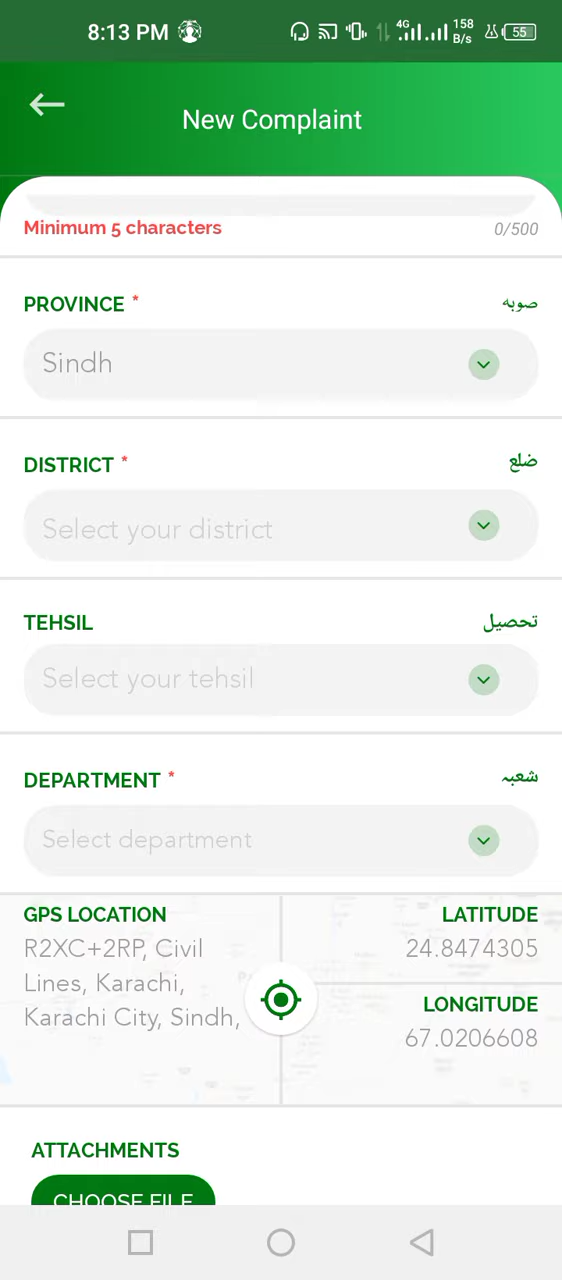 8:13 PM 4G 158 B/s 55
New Complaint
Minimum 5 characters 0/500
PROVINCE * صوبہ
Sindh
DISTRICT * ضلع
Select your district
TEHSIL تحصیل
Select your tehsil
DEPARTMENT * شعبہ
Select department
GPS LOCATION
R2XC+2RP, Civil
Lines, Karachi,
Karachi City, Sindh,
LATITUDE
24.8474305
LONGITUDE
67.0206608
ATTACHMENTS
CHOOSE FILE